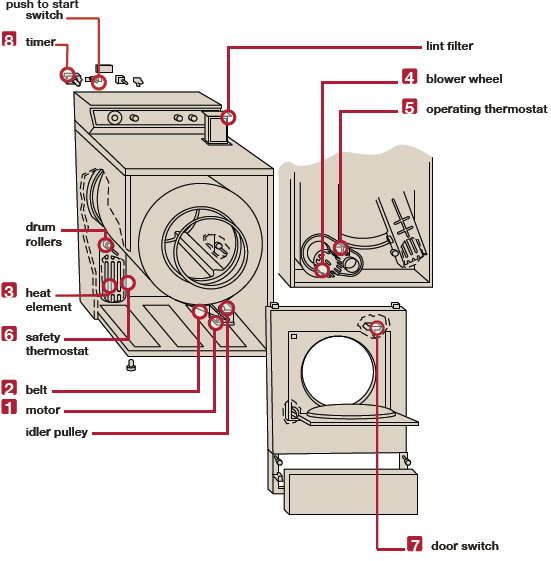 push to start
switch
8 timer
lint filter
4 blower wheel
5 operating thermostat
drum
rollers
3 heat
element
6 safety
thermostat
2 belt
1 motor
idler pulley
7 door switch